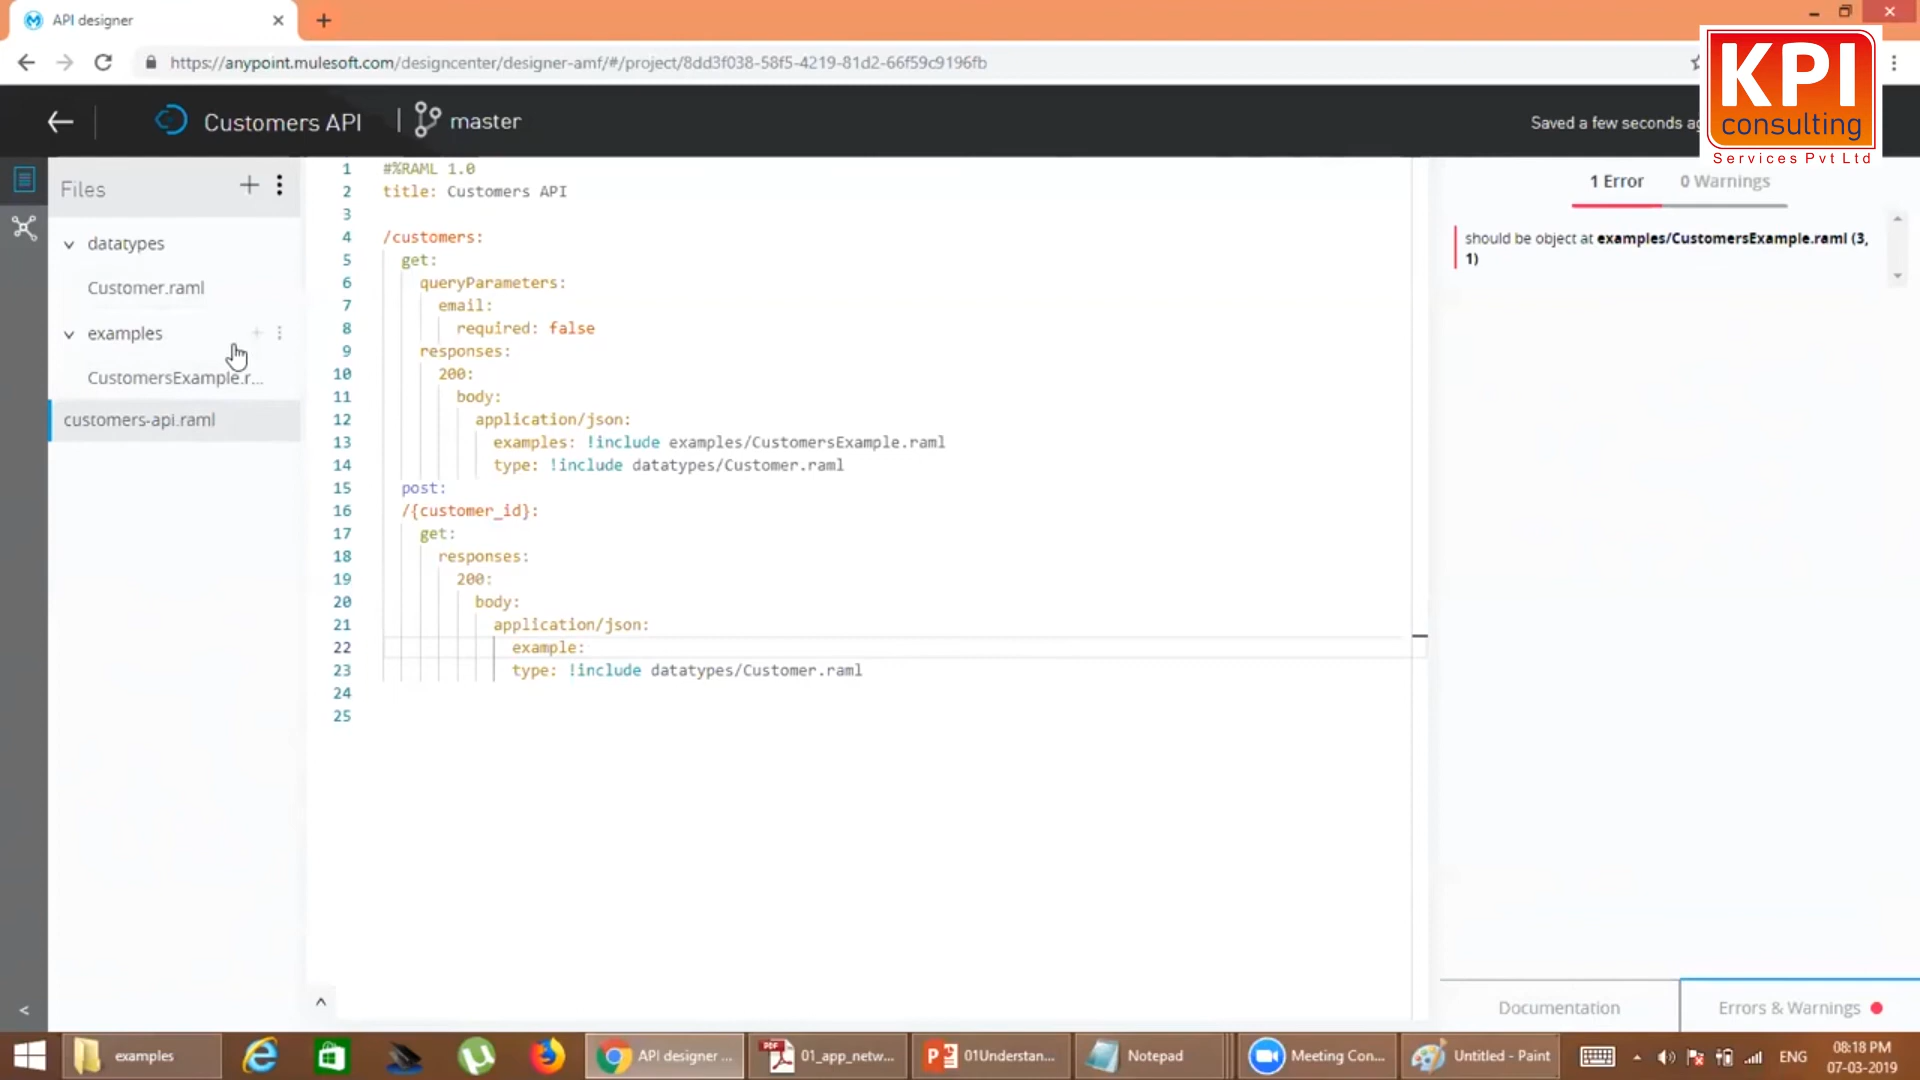 API designer
https://anypoint.mulesoft.com/designcenter/designer-amf/#/project/8dd3f038-58f5-4219-81d2-66f59c9196fb
KPI
consulting
Services Pvt Ltd
Customers API
master
Saved a few seconds ag
Files
datatypes
Customer.raml
examples
CustomersExample.r...
customers-api.raml
1 #%RAML 1.0
2 title: Customers API
3
4 /customers:
5 get:
6 queryParameters:
7 email:
8 required: false
9 responses:
10 200:
11 body:
12 application/json:
13 examples: !include examples/CustomersExample.raml
14 type: !include datatypes/Customer.raml
15 post:
16 /{customer_id}:
17 get:
18 responses:
19 200:
20 body:
21 application/json:
22 example:
23 type: !include datatypes/Customer.raml
24
25
1 Error 0 Warnings
should be object at examples/CustomersExample.raml (3,
1)
Documentation
Errors & Warnings
examples
API designer ...
01_app_netw...
01Understan...
Notepad
Meeting Con...
Untitled - Paint
ENG
08:18 PM
07-03-2019